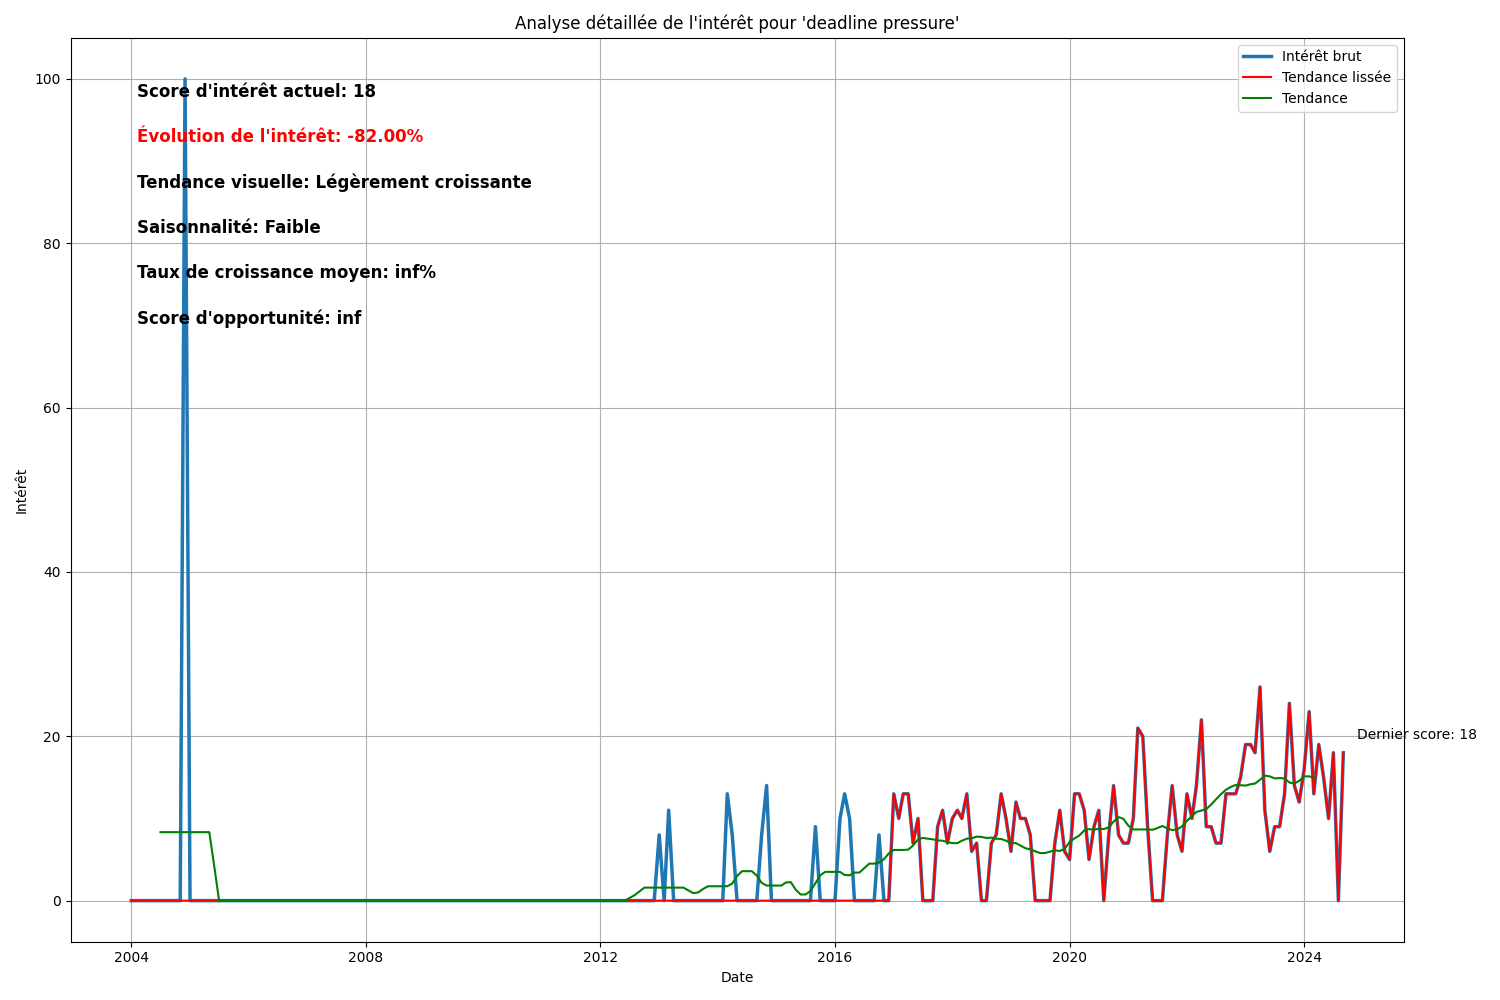 Analyse détaillée de l'intérêt pour 'deadline pressure'
Intérêt brut
Tendance lissée
Tendance
Score d'intérêt actuel: 18
Évolution de l'intérêt: -82.00%
Tendance visuelle: Légèrement croissante
Saisonnalité: Faible
Taux de croissance moyen: inf%
Score d'opportunité: inf
Dernier score: 18
Intérêt
100
80
60
40
20
0
2004 2008 2012 2016 2020 2024
Date